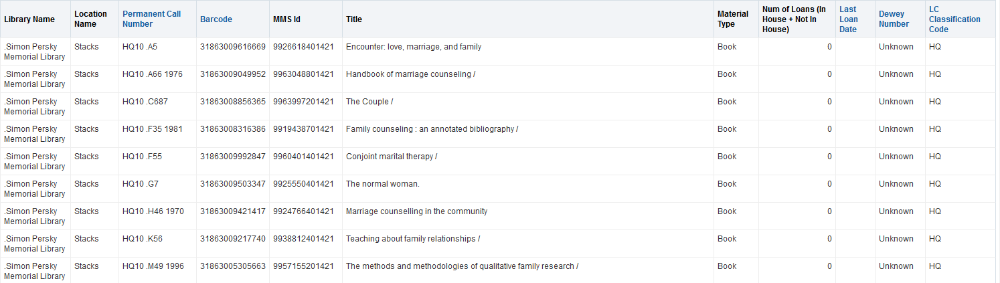 Library Name Location Name Permanent Call Number Barcode MMS Id Title Material Type Num of Loans (In House + Not In House) Last Loan Date Dewey Number LC Classification Code
.Simon Persky Memorial Library Stacks HQ10 .A5 31863009616669 9926618401421 Encounter: love, marriage, and family Book 0 Unknown HQ
.Simon Persky Memorial Library Stacks HQ10 .A66 1976 31863009049952 9963048801421 Handbook of marriage counseling / Book 0 Unknown HQ
.Simon Persky Memorial Library Stacks HQ10 .C687 31863008856365 9963997201421 The Couple / Book 0 Unknown HQ
.Simon Persky Memorial Library Stacks HQ10 .F35 1981 31863008316386 9919438701421 Family counseling : an annotated bibliography / Book 0 Unknown HQ
.Simon Persky Memorial Library Stacks HQ10 .F55 31863009992847 9960401401421 Conjoint marital therapy / Book 0 Unknown HQ
.Simon Persky Memorial Library Stacks HQ10 .G7 31863009503347 9925550401421 The normal woman. Book 0 Unknown HQ
.Simon Persky Memorial Library Stacks HQ10 .H46 1970 31863009421417 9924766401421 Marriage counselling in the community Book 0 Unknown HQ
.Simon Persky Memorial Library Stacks HQ10 .K56 31863009217740 9938812401421 Teaching about family relationships / Book 0 Unknown HQ
.Simon Persky Memorial Library Stacks HQ10 .M49 1996 31863005305663 9957155201421 The methods and methodologies of qualitative family research / Book 0 Unknown HQ